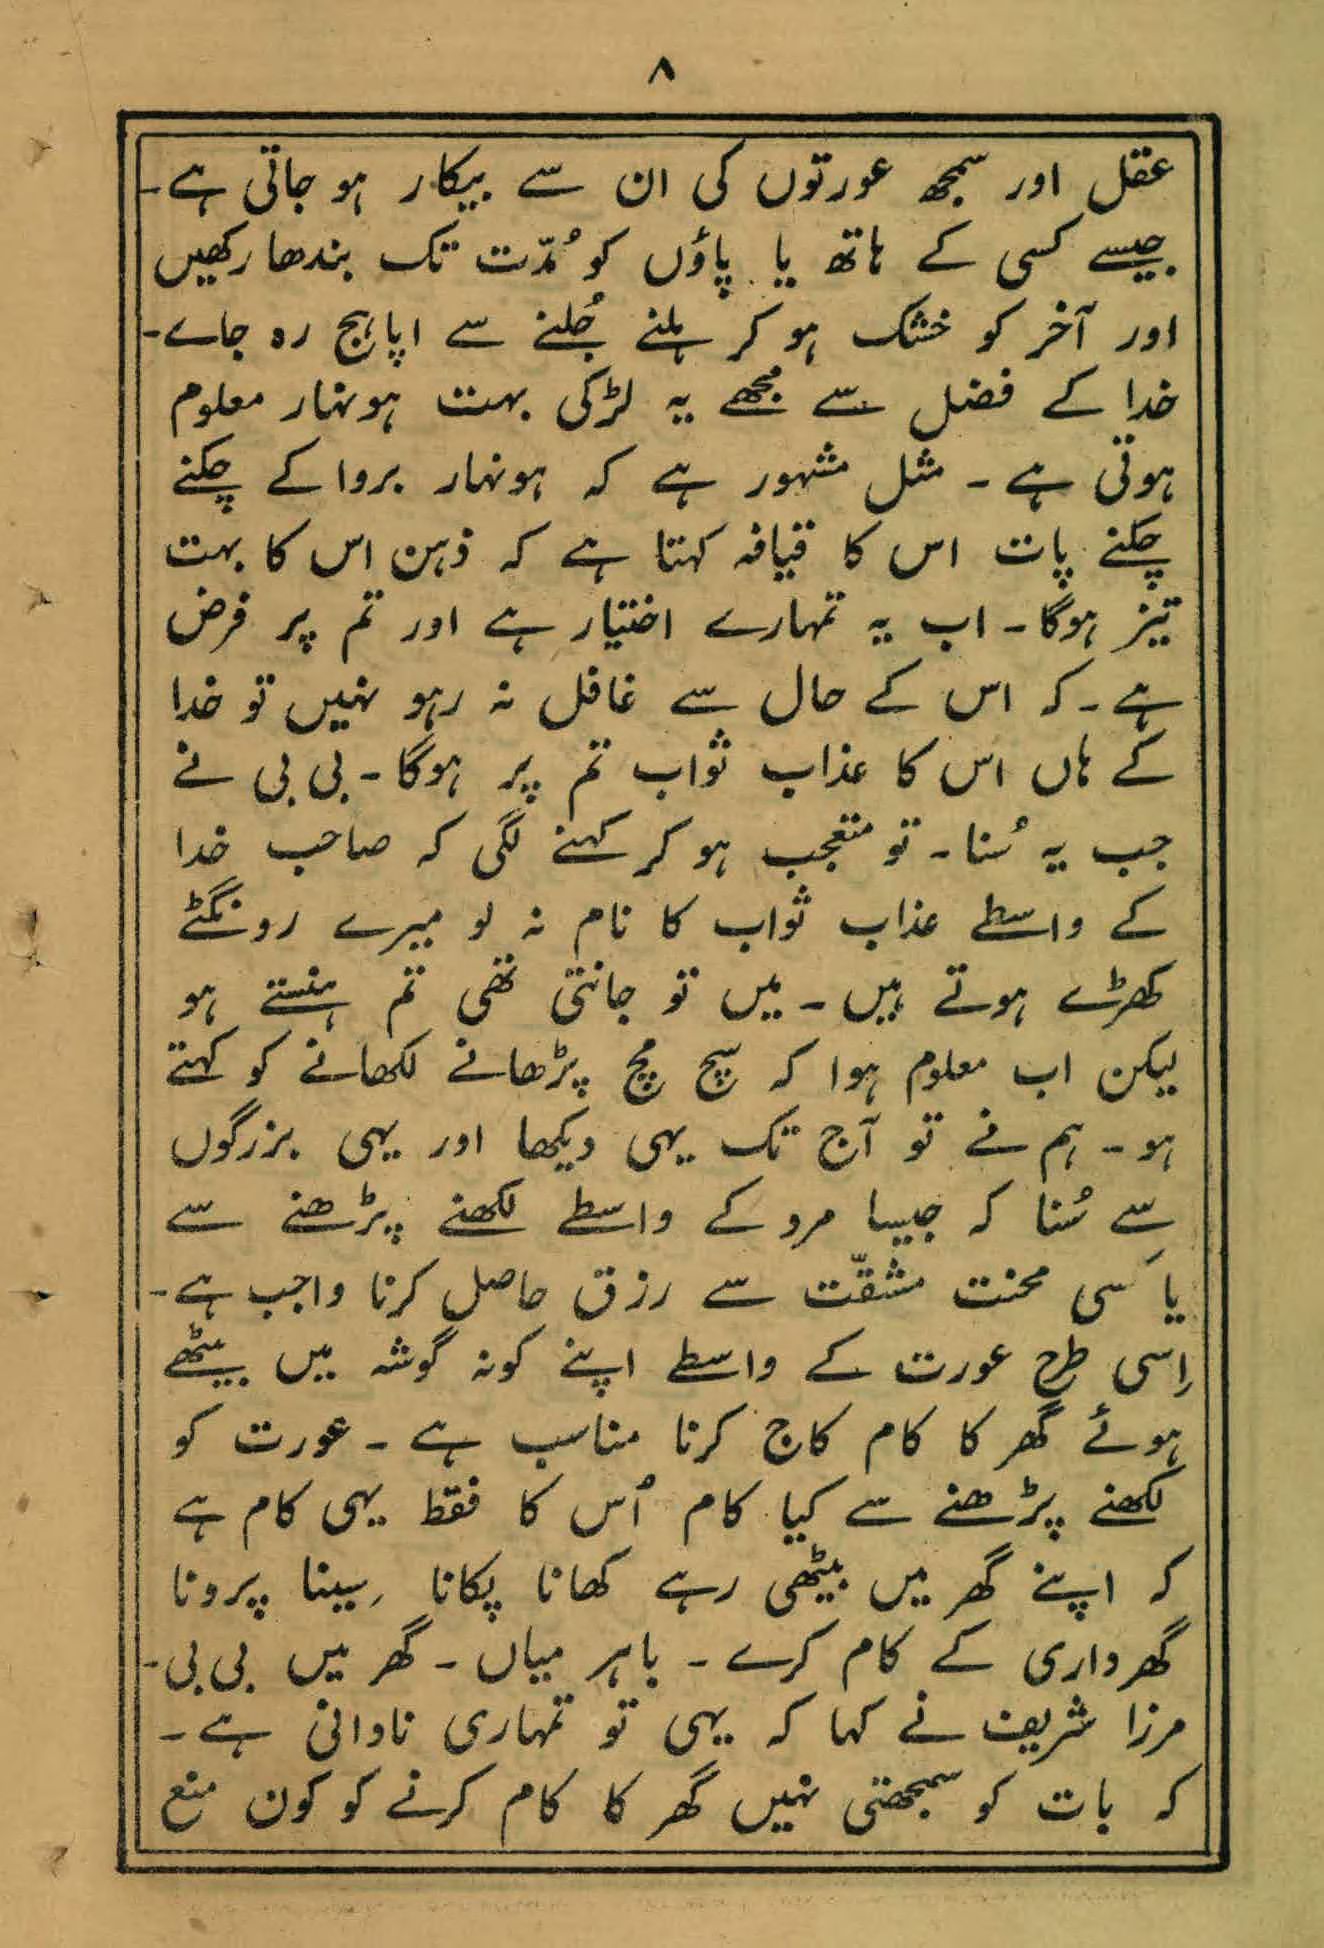 ۸
عقل اور سمجھ عورتوں کی ان سے بیکار ہو جاتی ہے۔
جیسے کسی کے ہاتھ یا پاؤں کو مُدّت تک بندھا رکھیں
اور آخر کو خشک ہو کر ہلنے جُلنے سے اپاہج رہ جاے۔
خدا کے فضل سے مجھے یہ لڑکی بہت ہونہار معلوم
ہوتی ہے ۔ مثل مشہور ہے کہ ہونہار بروا کے چکنے
چکنے پات اس کا قیافہ کہتا ہے کہ ذہن اس کا بہت
تیز ہوگا۔ اب یہ تمہارے اختیار ہے اور تم پر فرض
ہے۔ کہ اس کے حال سے غافل نہ رہو نہیں تو خدا
کے ہاں اس کا عذاب ثواب تم پر ہوگا۔ بی بی نے
جب یہ سُنا۔ تو متعجب ہو کر کہنے لگی کہ صاحب خدا
کے واسطے عذاب ثواب کا نام نہ لو میرے رونگٹے
کھڑے ہوتے ہیں ۔ میں تو جانتی تھی تم ہنستے ہو
لیکن اب معلوم ہوا کہ سچ مچ پڑھانے لکھانے کو کہتے
ہو۔ ہم نے تو آج تک یہی دیکھا اور یہی بزرگوں
سے سُنا کہ جیسا مرد کے واسطے لکھنے پڑھنے سے
یا کسی محنت مشقّت سے رزق حاصل کرنا واجب ہے۔
اِسی طرح عورت کے واسطے اپنے کونہ گوشہ میں بیٹھے
ہوئے گھر کا کام کاج کرنا مناسب ہے ۔ عورت کو
لکھنے پڑھنے سے کیا کام اُس کا فقط یہی کام ہے
کہ اپنے گھر میں بیٹھی رہے کھانا پکانا سِینا پرونا
گھرداری کے کام کرے ۔ باہر میاں ۔ گھر میں بی بی۔
مرزا شریف نے کہا کہ یہی تو تمہاری نادانی ہے ۔
کہ بات کو سمجھتی نہیں گھر کا کام کرنے کو کون منع